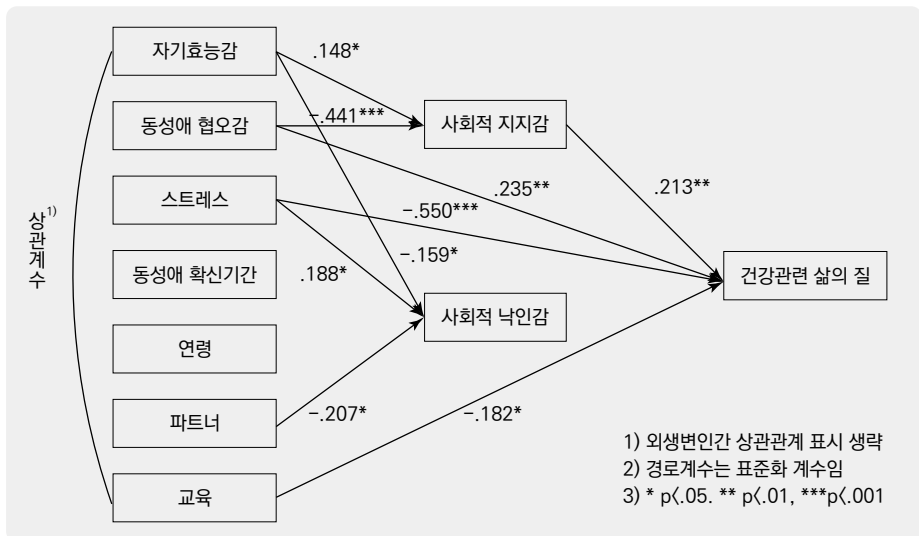 자기효능감
.148*
-.441***
동성애 혐오감
사회적 지지감
.235**
.213**
스트레스
-.550***
상관계수1)
-.159*
동성애 확신기간
.188*
건강관련 삶의 질
사회적 낙인감
연령
파트너
-.207*
-.182*
교육
1) 외생변인간 상관관계 표시 생략
2) 경로계수는 표준화 계수임
3) * p<.05. ** p<.01, ***p<.001